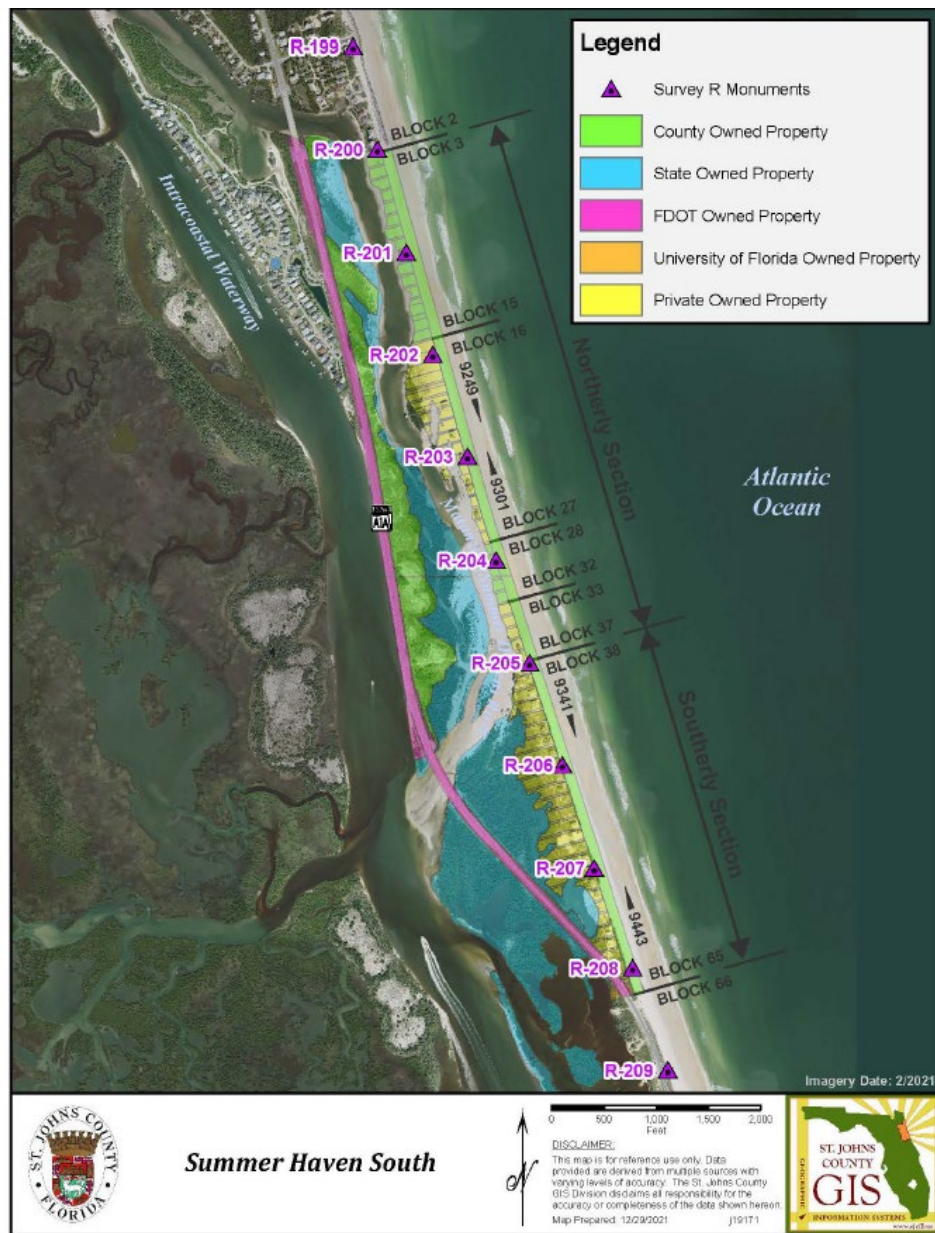 Legend
Survey R Monuments
County Owned Property
State Owned Property
FDOT Owned Property
University of Florida Owned Property
Private Owned Property
R-199
R-200
BLOCK 2
BLOCK 3
R-201
Intracoastal Waterway
BLOCK 15
BLOCK 16
R-202
9249
Northerly Section
R-203
9301
Atlantic
Ocean
A1A
BLOCK 27
BLOCK 28
R-204
BLOCK 32
BLOCK 33
BLOCK 37
BLOCK 38
R-205
9341
Southerly Section
R-206
R-207
9443
R-208
BLOCK 65
BLOCK 66
R-209
Imagery Date: 2/2021
ST. JOHNS COUNTY
FLORIDA
Summer Haven South
N
0 500 1,000 1,500 2,000
Feet
DISCLAIMER:
This map is for reference use only. Data
provided are derived from multiple sources with
varying levels of accuracy. The St. Johns County
GIS Division disclaims all responsibility for the
accuracy or completeness of the data shown hereon.
Map Prepared: 12/29/2021 j19171
ST. JOHNS
COUNTY
GIS
GEOGRAPHIC
INFORMATION SYSTEMS